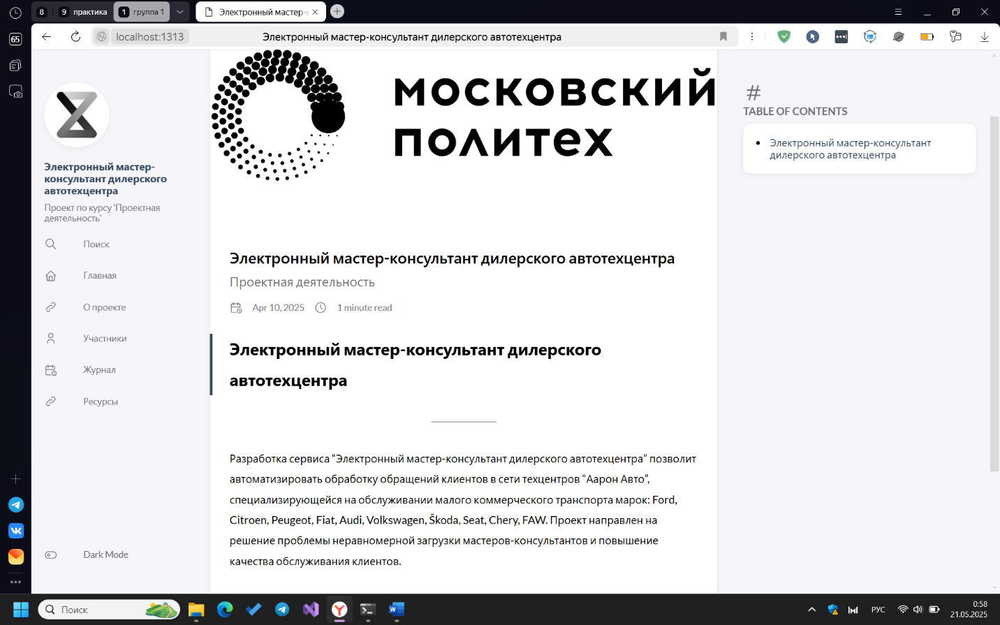 8
9 практика
1 группа 1
Электронный мастер-к
65
localhost:1313
Электронный мастер-консультант дилерского автотехцентра
Электронный мастер-
консультант дилерского
автотехцентра
Проект по курсу 'Проектная
деятельность'
Поиск
Главная
О проекте
Участники
Журнал
Ресурсы
Dark Mode
московский
политех
Электронный мастер-консультант дилерского автотехцентра
Проектная деятельность
Apr 10, 2025 1 minute read
Электронный мастер-консультант дилерского
автотехцентра
Разработка сервиса “Электронный мастер-консультант дилерского автотехцентра” позволит
автоматизировать обработку обращений клиентов в сети техцентров “Аарон Авто”,
специализирующейся на обслуживании малого коммерческого транспорта марок: Ford,
Citroen, Peugeot, Fiat, Audi, Volkswagen, Škoda, Seat, Chery, FAW. Проект направлен на
решение проблемы неравномерной загрузки мастеров-консультантов и повышение
качества обслуживания клиентов.
#
TABLE OF CONTENTS
Электронный мастер-консультант
дилерского автотехцентра
Поиск
РУС
0:58
21.05.2025